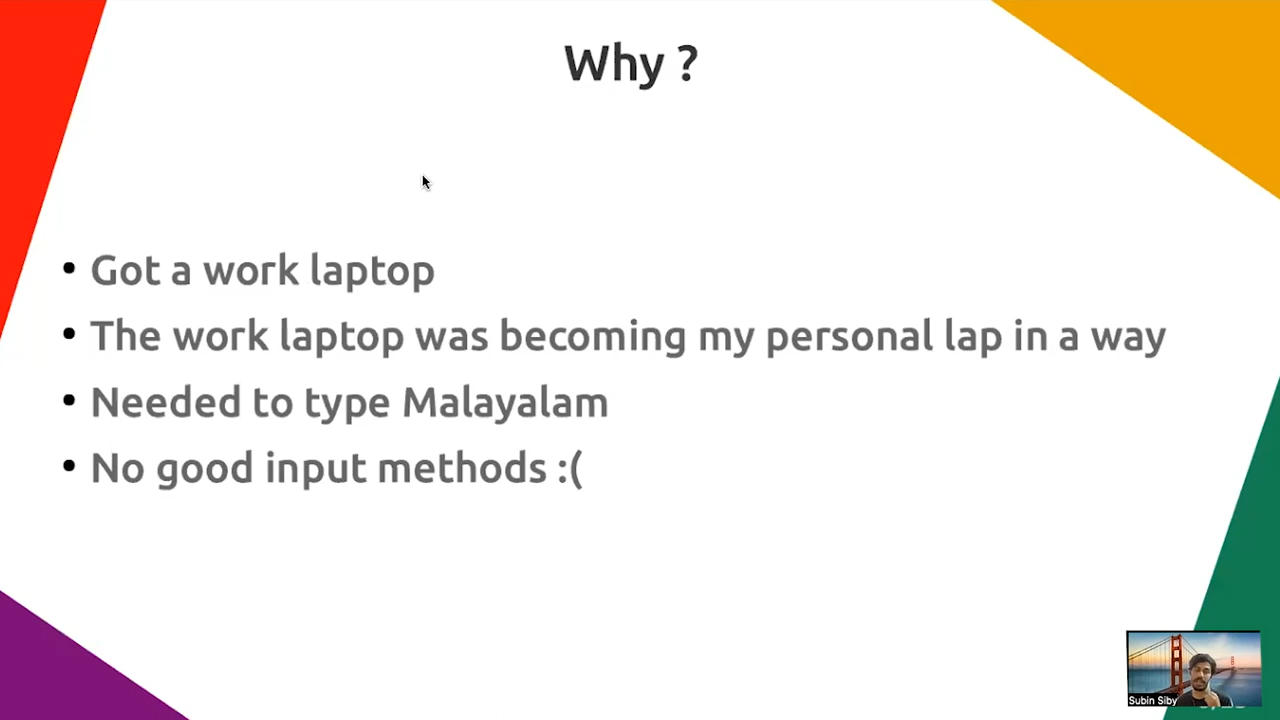 Why ?
Got a work laptop
The work laptop was becoming my personal lap in a way
Needed to type Malayalam
No good input methods :(
Subin Siby